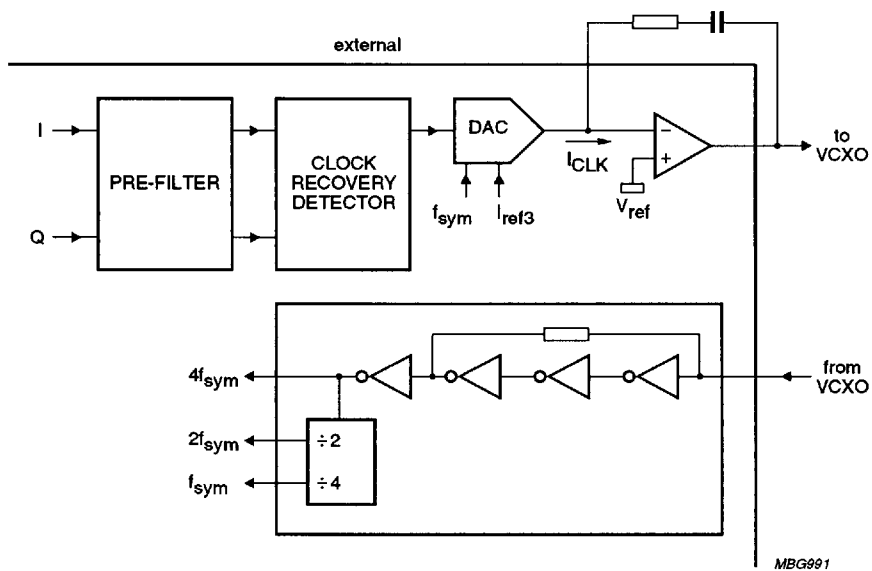 external
I
Q
PRE-FILTER
CLOCK
RECOVERY
DETECTOR
DAC
fsym
Iref3
ICLK
−
+
Vref
to
VCXO
4fsym
2fsym
fsym
÷2
÷4
from
VCXO
MBG991